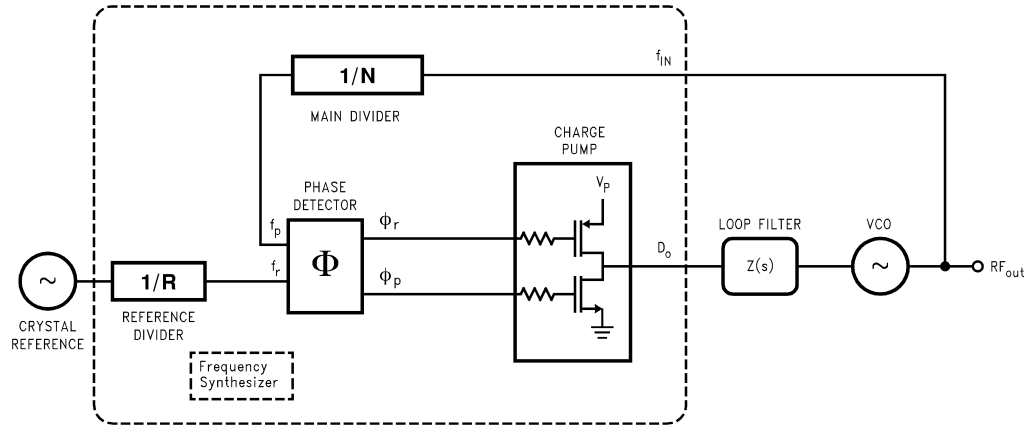 f_IN
1/N
MAIN DIVIDER
CHARGE
PUMP
V_P
PHASE
DETECTOR
f_p
ϕ_r
LOOP FILTER
VCO
f_r
Φ
D_o
Z(s)
~
RF_out
~
1/R
ϕ_p
CRYSTAL
REFERENCE
REFERENCE
DIVIDER
Frequency
Synthesizer